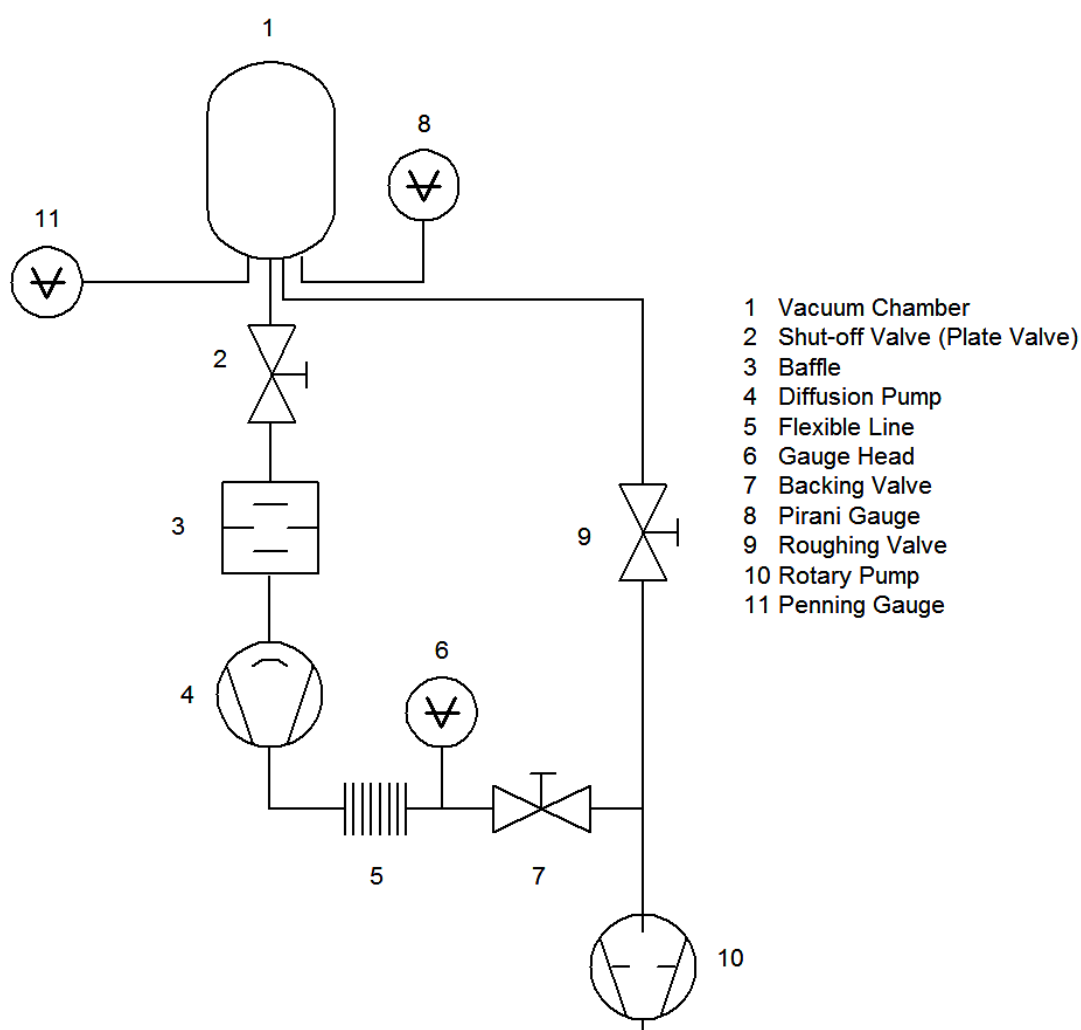 1
8
11
2
3
9
6
4
5
7
10
1 Vacuum Chamber
2 Shut-off Valve (Plate Valve)
3 Baffle
4 Diffusion Pump
5 Flexible Line
6 Gauge Head
7 Backing Valve
8 Pirani Gauge
9 Roughing Valve
10 Rotary Pump
11 Penning Gauge